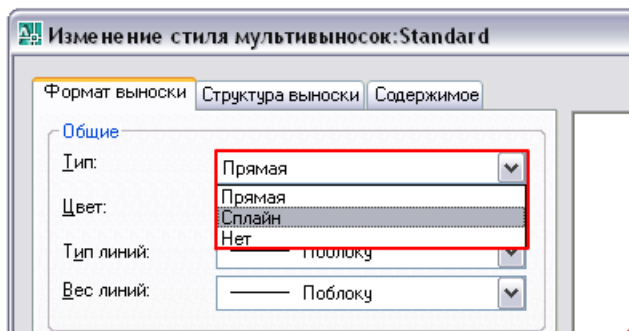 Изменение стиля мультивыносок:Standard
Формат выноски Структура выноски Содержимое
Общие
Тип: Прямая
Прямая
Цвет: Сплайн
Нет
Тип линий: Поблоку
Вес линий: Поблоку